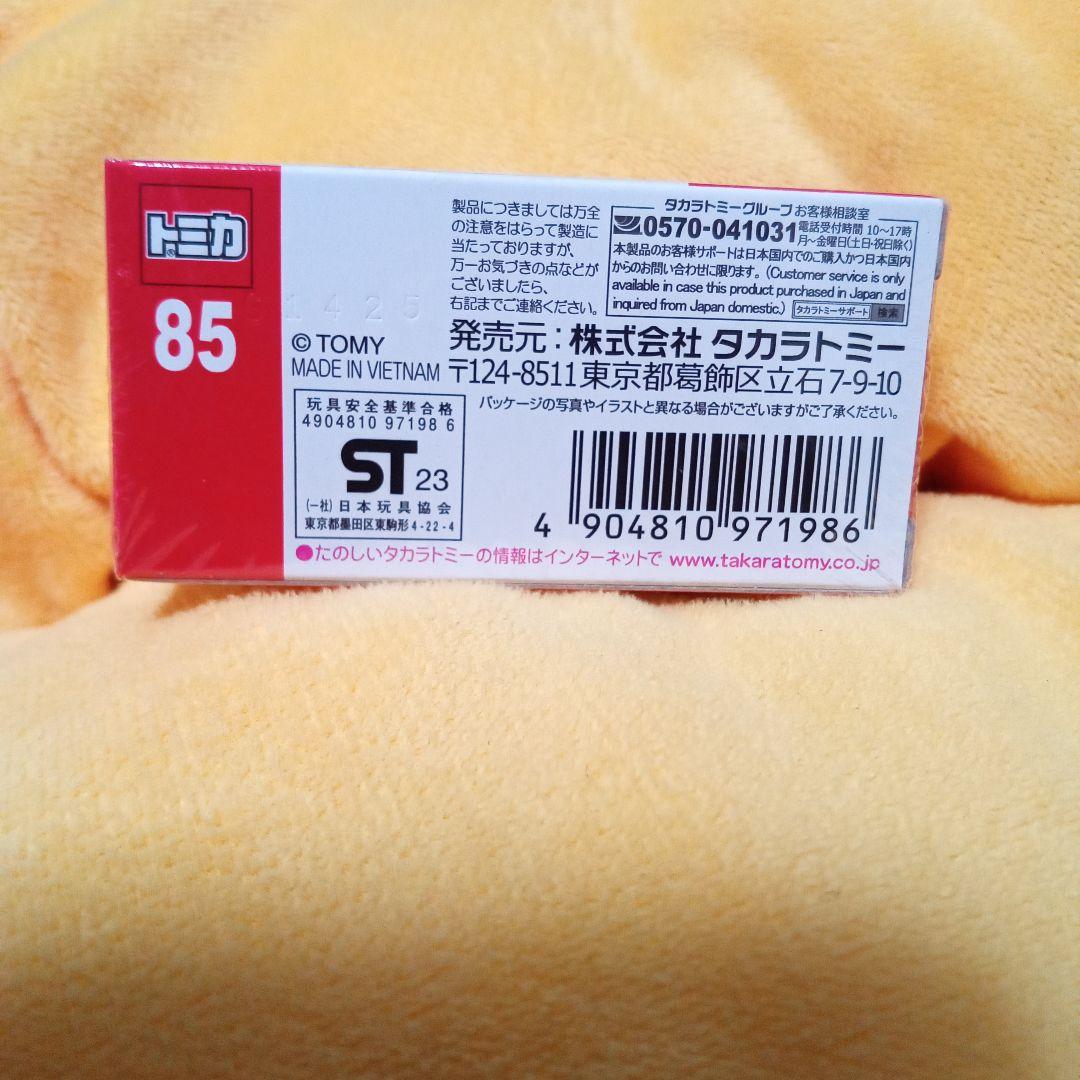 トミカ
85
1425
© TOMY
MADE IN VIETNAM
玩具安全基準合格
4904810 97198 6
ST 23
(一社)日本玩具協会
東京都墨田区東駒形4-22-4
製品につきましては万全
の注意をはらって製造に
当たっておりますが、
万一お気づきの点などが
ございましたら、
右記までご連絡ください。
タカラトミーグループお客様相談室
0570-041031 電話受付時間 10〜17時
月〜金曜日(土日・祝日除く)
本製品のお客様サポートは日本国内でのご購入かつ日本国内
からのお問い合わせに限ります。(Customer service is only
available in case this product purchased in Japan and
inquired from Japan domestic.) タカラトミーサポート 検索
発売元:株式会社 タカラトミー
〒124-8511東京都葛飾区立石7-9-10
パッケージの写真やイラストと異なる場合がございますがご了承ください。
4 904810 971986
●たのしいタカラトミーの情報はインターネットで www.takaratomy.co.jp